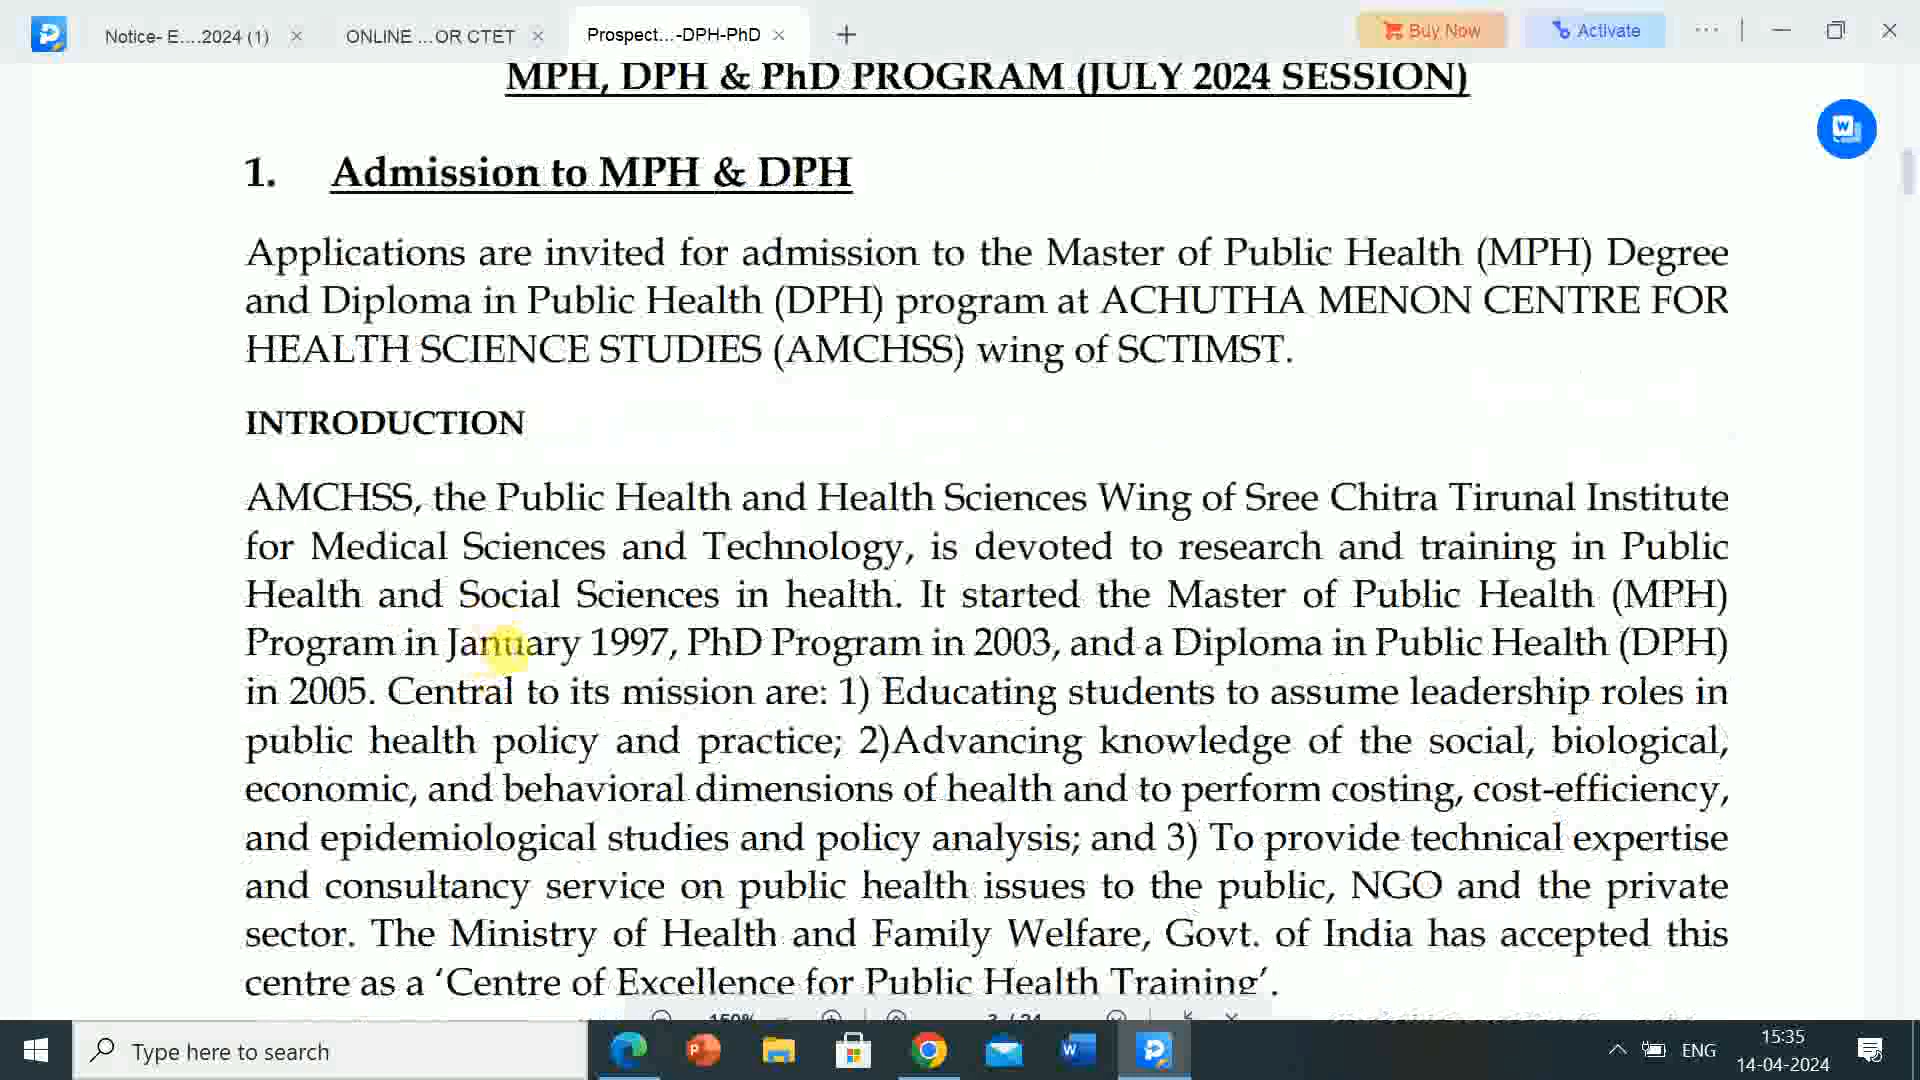 Notice- E....2024 (1)
ONLINE ...OR CTET
Prospect...-DPH-PhD
Buy Now
Activate
MPH, DPH & PhD PROGRAM (JULY 2024 SESSION)
1. Admission to MPH & DPH
Applications are invited for admission to the Master of Public Health (MPH) Degree
and Diploma in Public Health (DPH) program at ACHUTHA MENON CENTRE FOR
HEALTH SCIENCE STUDIES (AMCHSS) wing of SCTIMST.
INTRODUCTION
AMCHSS, the Public Health and Health Sciences Wing of Sree Chitra Tirunal Institute
for Medical Sciences and Technology, is devoted to research and training in Public
Health and Social Sciences in health. It started the Master of Public Health (MPH)
Program in January 1997, PhD Program in 2003, and a Diploma in Public Health (DPH)
in 2005. Central to its mission are: 1) Educating students to assume leadership roles in
public health policy and practice; 2)Advancing knowledge of the social, biological,
economic, and behavioral dimensions of health and to perform costing, cost-efficiency,
and epidemiological studies and policy analysis; and 3) To provide technical expertise
and consultancy service on public health issues to the public, NGO and the private
sector. The Ministry of Health and Family Welfare, Govt. of India has accepted this
centre as a ‘Centre of Excellence for Public Health Training’.
150% 3 / 24
Type here to search
ENG
15:35
14-04-2024